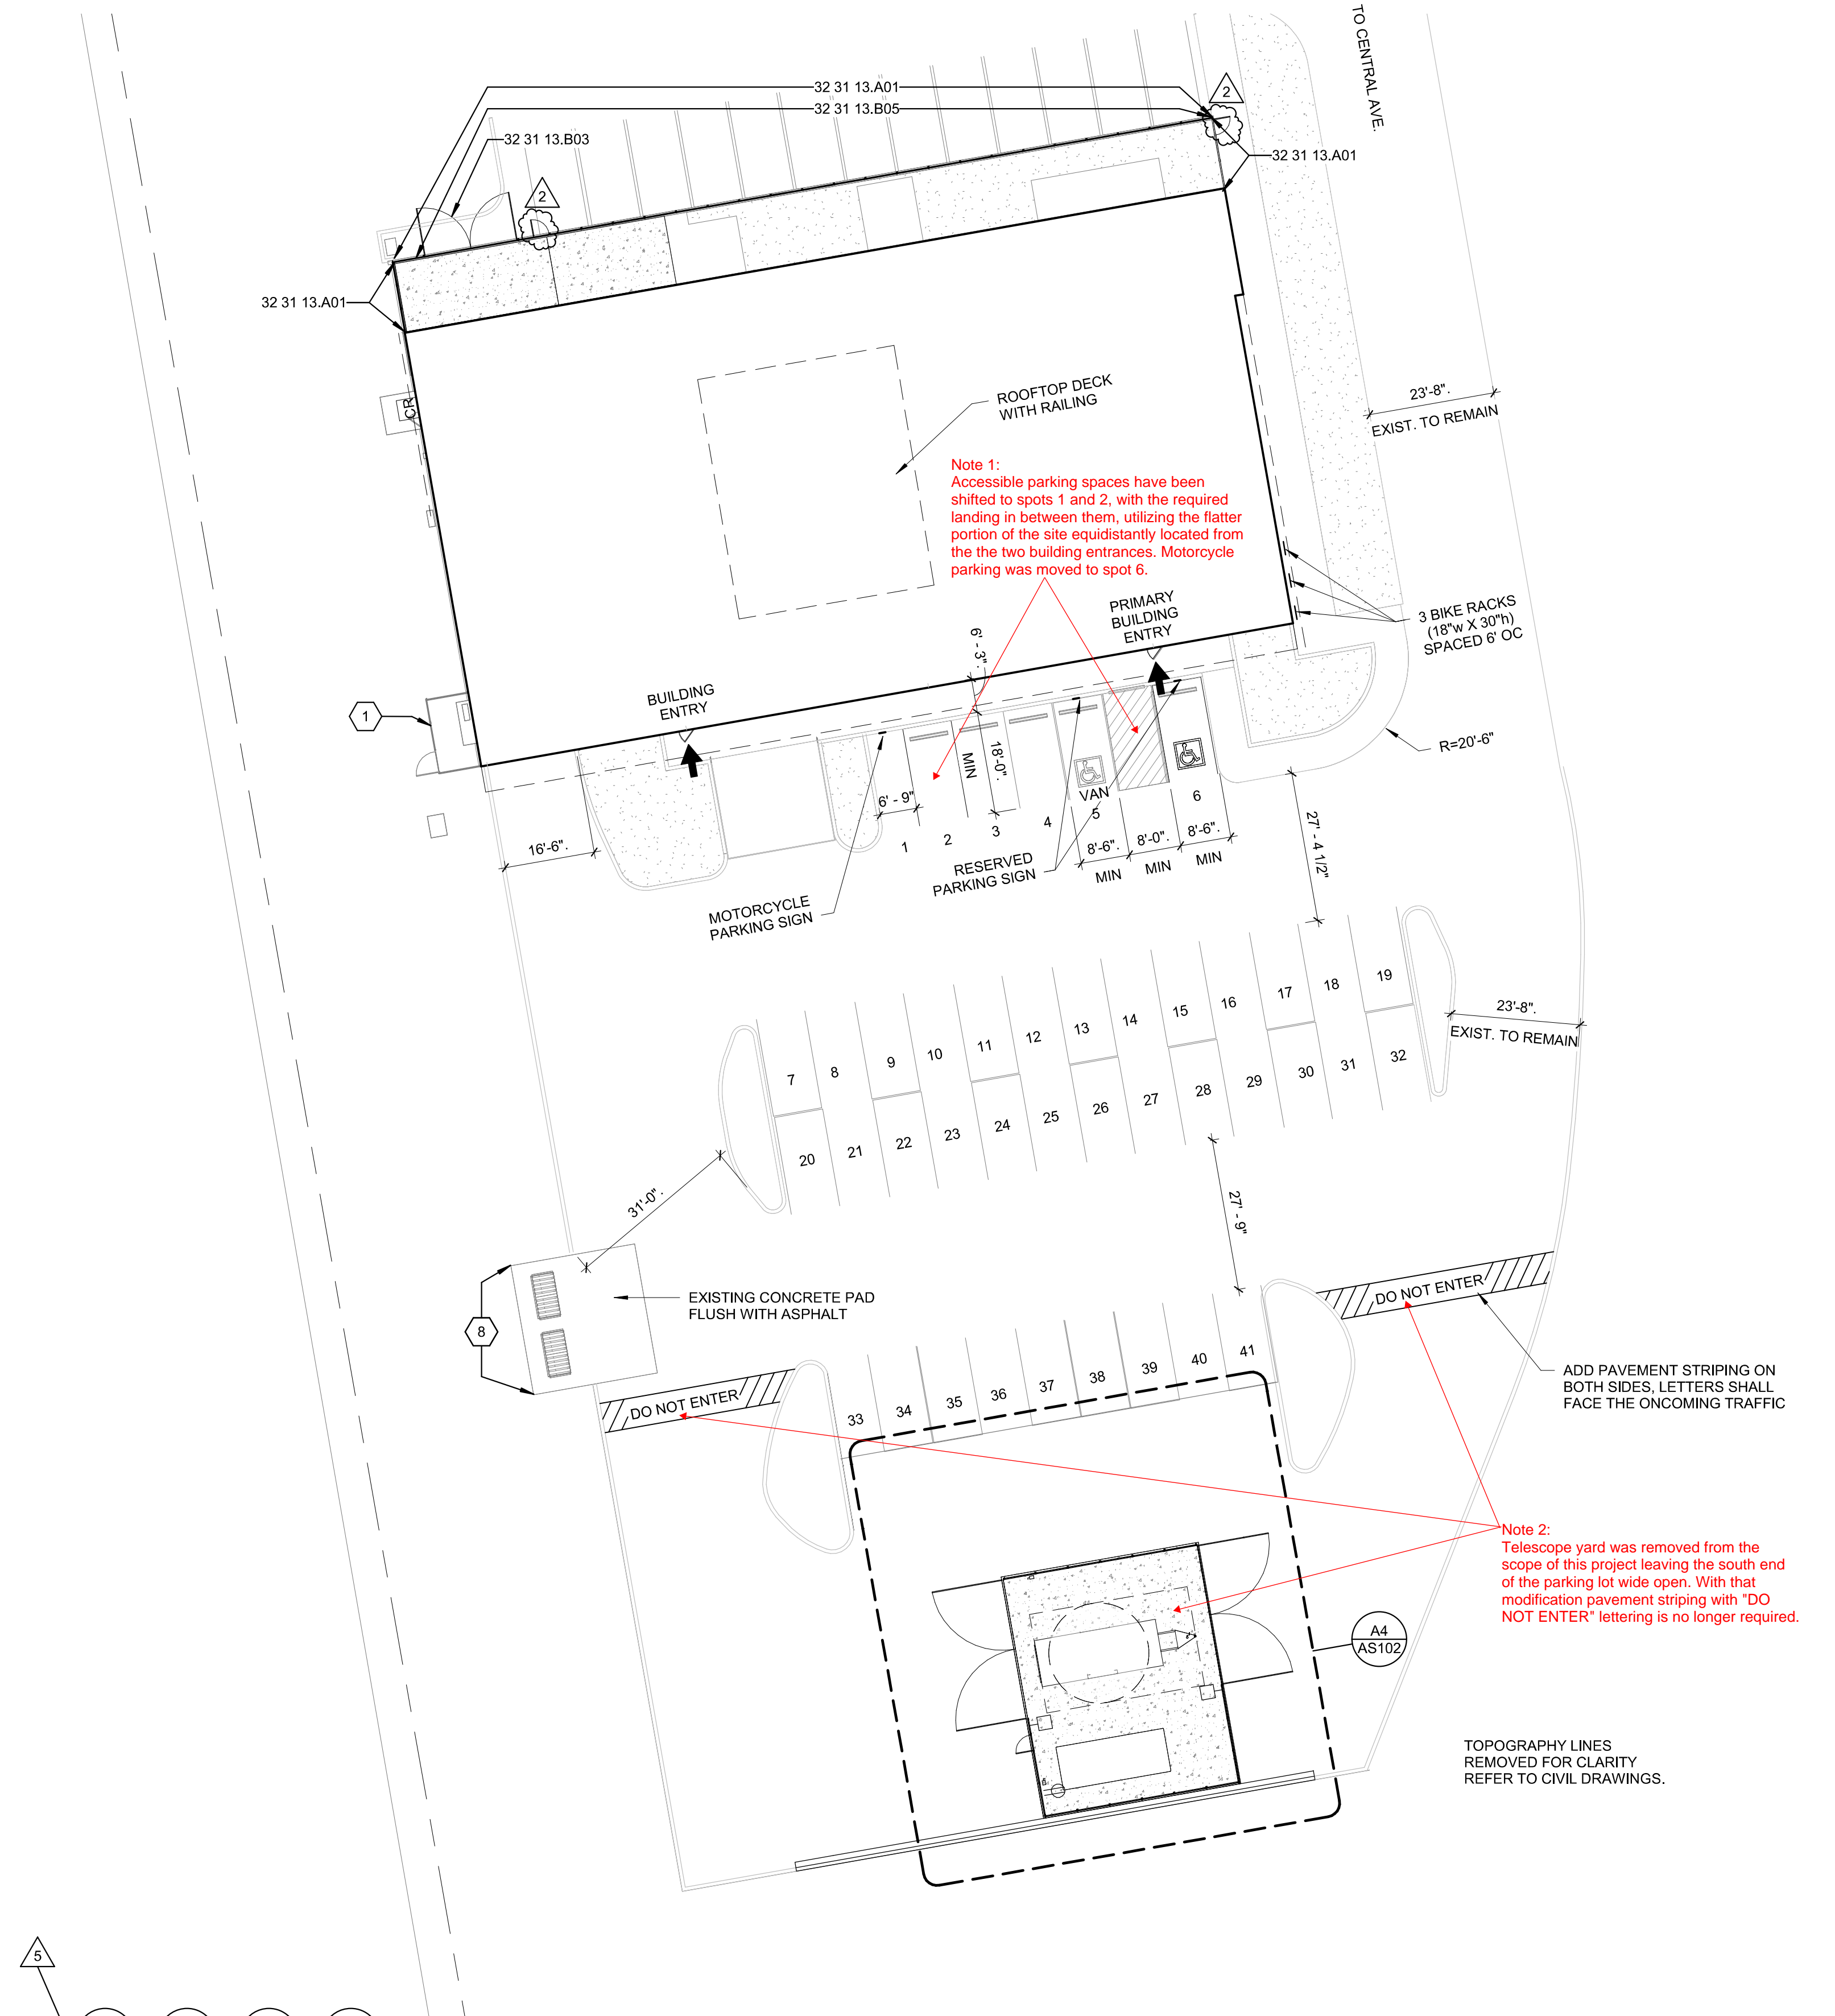 TO CENTRAL AVE.
32 31 13.A01
32 31 13.B05
2
32 31 13.B03
32 31 13.A01
2
32 31 13.A01
CR
ROOFTOP DECK
WITH RAILING
23'-8".
EXIST. TO REMAIN
Note 1:
Accessible parking spaces have been
shifted to spots 1 and 2, with the required
landing in between them, utilizing the flatter
portion of the site equidistantly located from
the the two building entrances. Motorcycle
parking was moved to spot 6.
PRIMARY
BUILDING
ENTRY
3 BIKE RACKS
(18"w X 30"h)
SPACED 6' OC
6' - 3".
BUILDING
ENTRY
1
R=20'-6"
MIN
18'-0".
VAN
6' - 9"
1
2
3
4
5
6
16'-6".
8'-6".
8'-0".
8'-6".
MIN
MIN
MIN
27' - 4 1/2"
RESERVED
PARKING SIGN
MOTORCYCLE
PARKING SIGN
7
8
9
10
11
12
13
14
15
16
17
18
19
23'-8".
EXIST. TO REMAIN
20
21
22
23
24
25
26
27
28
29
30
31
32
31'-0".
27' - 9"
8
EXISTING CONCRETE PAD
FLUSH WITH ASPHALT
DO NOT ENTER
ADD PAVEMENT STRIPING ON
BOTH SIDES, LETTERS SHALL
FACE THE ONCOMING TRAFFIC
DO NOT ENTER
33
34
35
36
37
38
39
40
41
Note 2:
Telescope yard was removed from the
scope of this project leaving the south end
of the parking lot wide open. With that
modification pavement striping with "DO
NOT ENTER" lettering is no longer required.
A4
AS102
TOPOGRAPHY LINES
REMOVED FOR CLARITY
REFER TO CIVIL DRAWINGS.
5